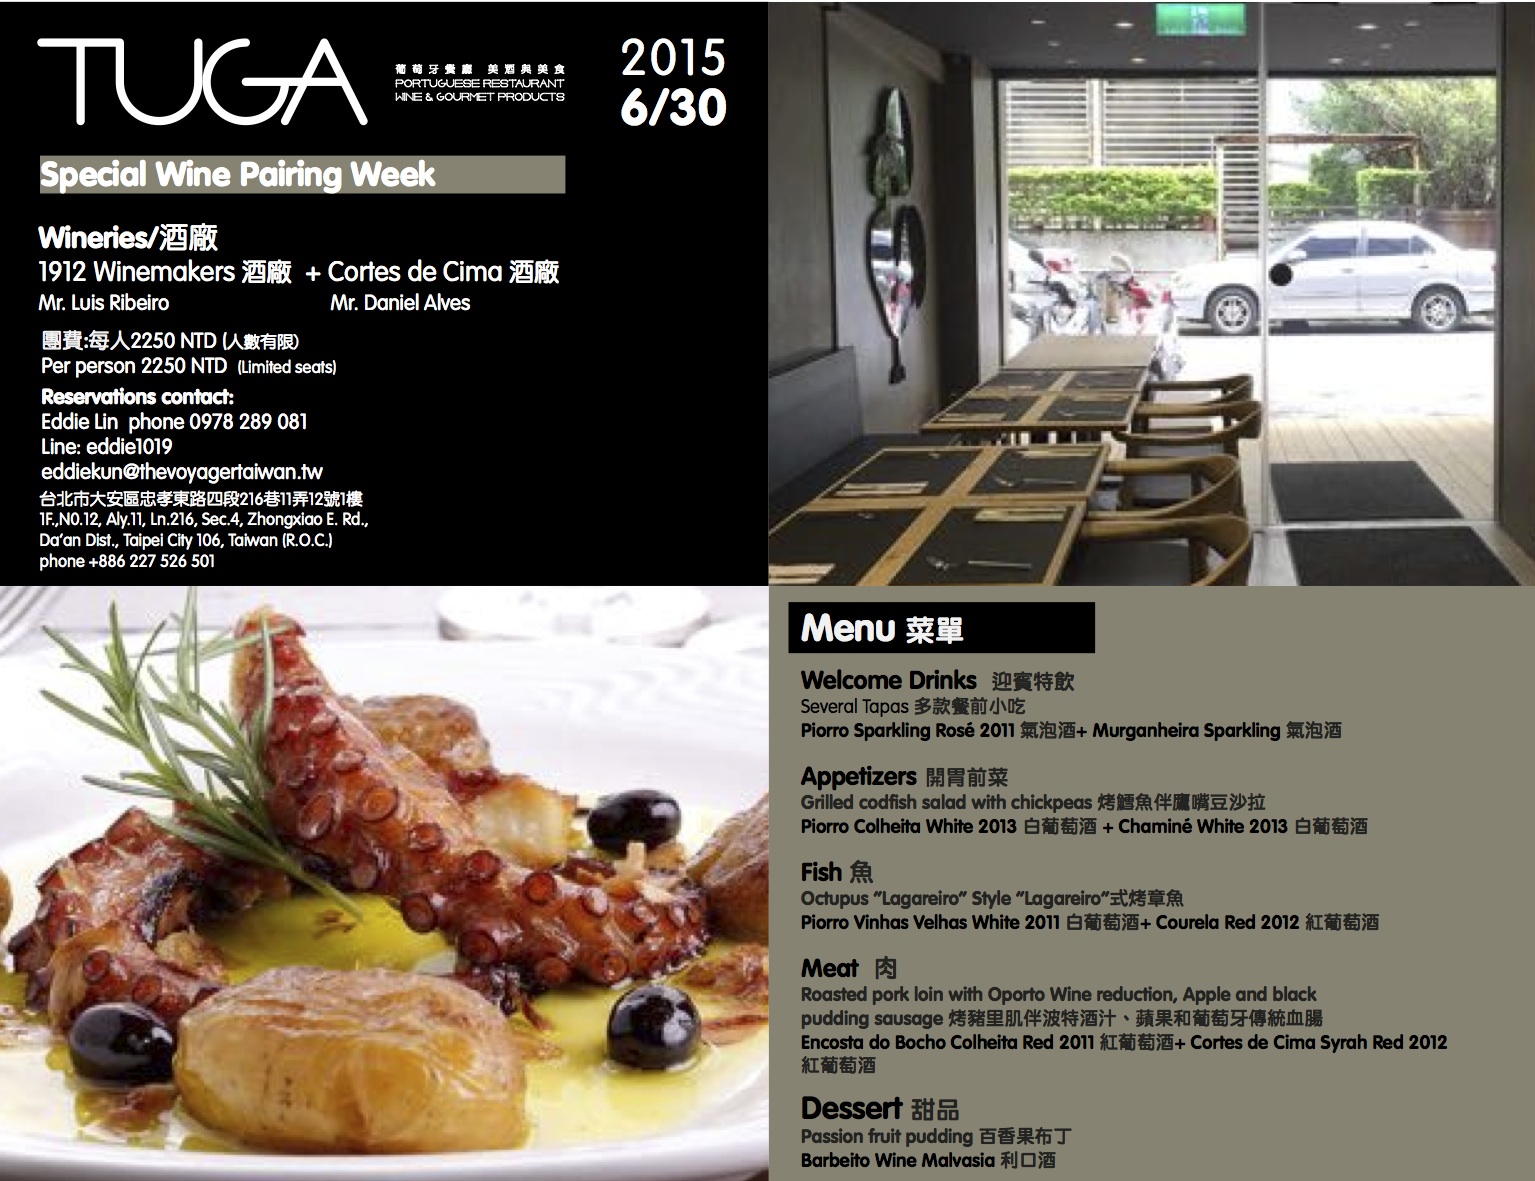 TUGA
葡萄牙餐廳 美酒與美食
PORTUGUESE RESTAURANT
WINE & GOURMET PRODUCTS
2015
6/30
Special Wine Pairing Week
Wineries/酒廠
1912 Winemakers 酒廠 + Cortes de Cima 酒廠
Mr. Luis Ribeiro Mr. Daniel Alves
團費:每人2250 NTD (人數有限)
Per person 2250 NTD (Limited seats)
Reservations contact:
Eddie Lin phone 0978 289 081
Line: eddie1019
eddiekun@thevoyagertaiwan.tw
台北市大安區忠孝東路四段216巷11弄12號1樓
1F.,N0.12, Aly.11, Ln.216, Sec.4, Zhongxiao E. Rd.,
Da'an Dist., Taipei City 106, Taiwan (R.O.C.)
phone +886 227 526 501
Menu 菜單
Welcome Drinks 迎賓特飲
Several Tapas 多款餐前小吃
Piorro Sparkling Rosé 2011 氣泡酒+ Murganheira Sparkling 氣泡酒
Appetizers 開胃前菜
Grilled codfish salad with chickpeas 烤鱈魚伴鷹嘴豆沙拉
Piorro Colheita White 2013 白葡萄酒 + Chaminé White 2013 白葡萄酒
Fish 魚
Octupus "Lagareiro" Style "Lagareiro"式烤章魚
Piorro Vinhas Velhas White 2011 白葡萄酒+ Courela Red 2012 紅葡萄酒
Meat 肉
Roasted pork loin with Oporto Wine reduction, Apple and black
pudding sausage 烤豬里肌伴波特酒汁、蘋果和葡萄牙傳統血腸
Encosta do Bocho Colheita Red 2011 紅葡萄酒+ Cortes de Cima Syrah Red 2012
紅葡萄酒
Dessert 甜品
Passion fruit pudding 百香果布丁
Barbeito Wine Malvasia 利口酒